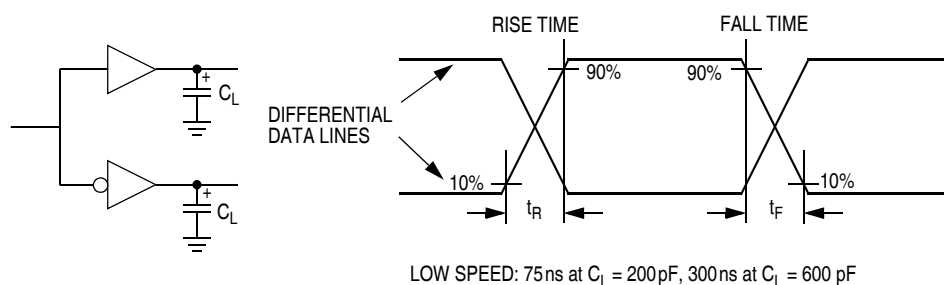 RISE TIME
FALL TIME
90%
90%
+
C_L
DIFFERENTIAL
DATA LINES
10%
10%
+
C_L
t_R
t_F
LOW SPEED: 75ns at C_L = 200pF, 300ns at C_L = 600 pF